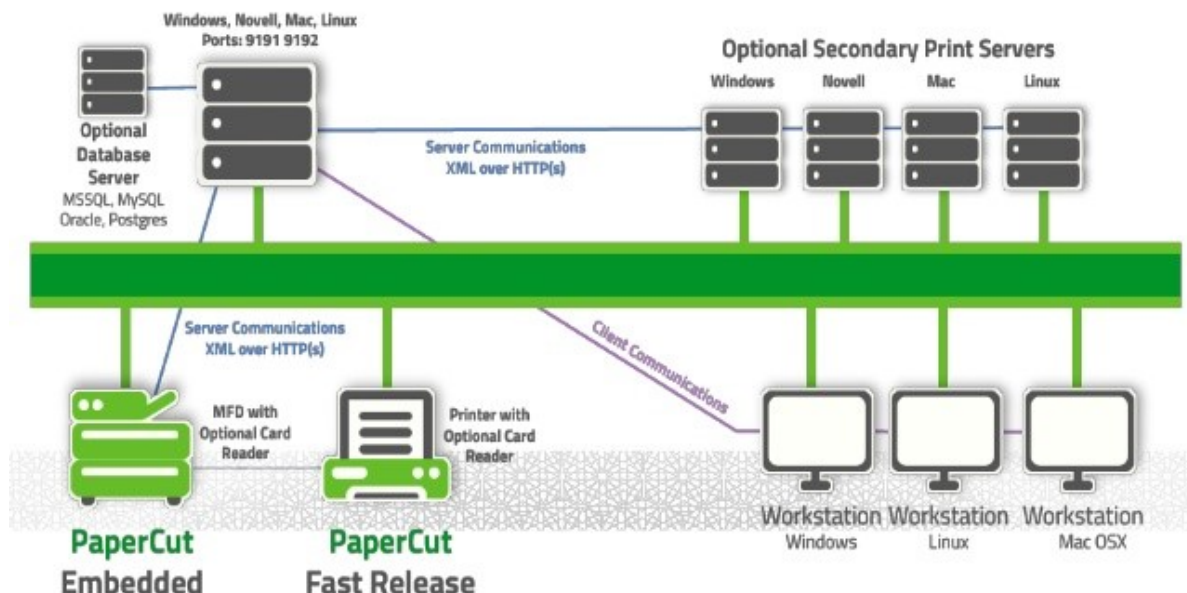 Windows, Novell, Mac, Linux
Ports: 9191 9192
Optional
Database
Server
MSSQL, MySQL
Oracle, Postgres
Optional Secondary Print Servers
Windows
Novell
Mac
Linux
Server Communications
XML over HTTP(s)
Server Communications
XML over HTTP(s)
Client Communications
MFD with
Optional Card
Reader
Printer with
Optional Card
Reader
PaperCut
Embedded
PaperCut
Fast Release
Workstation
Windows
Workstation
Linux
Workstation
Mac OSX